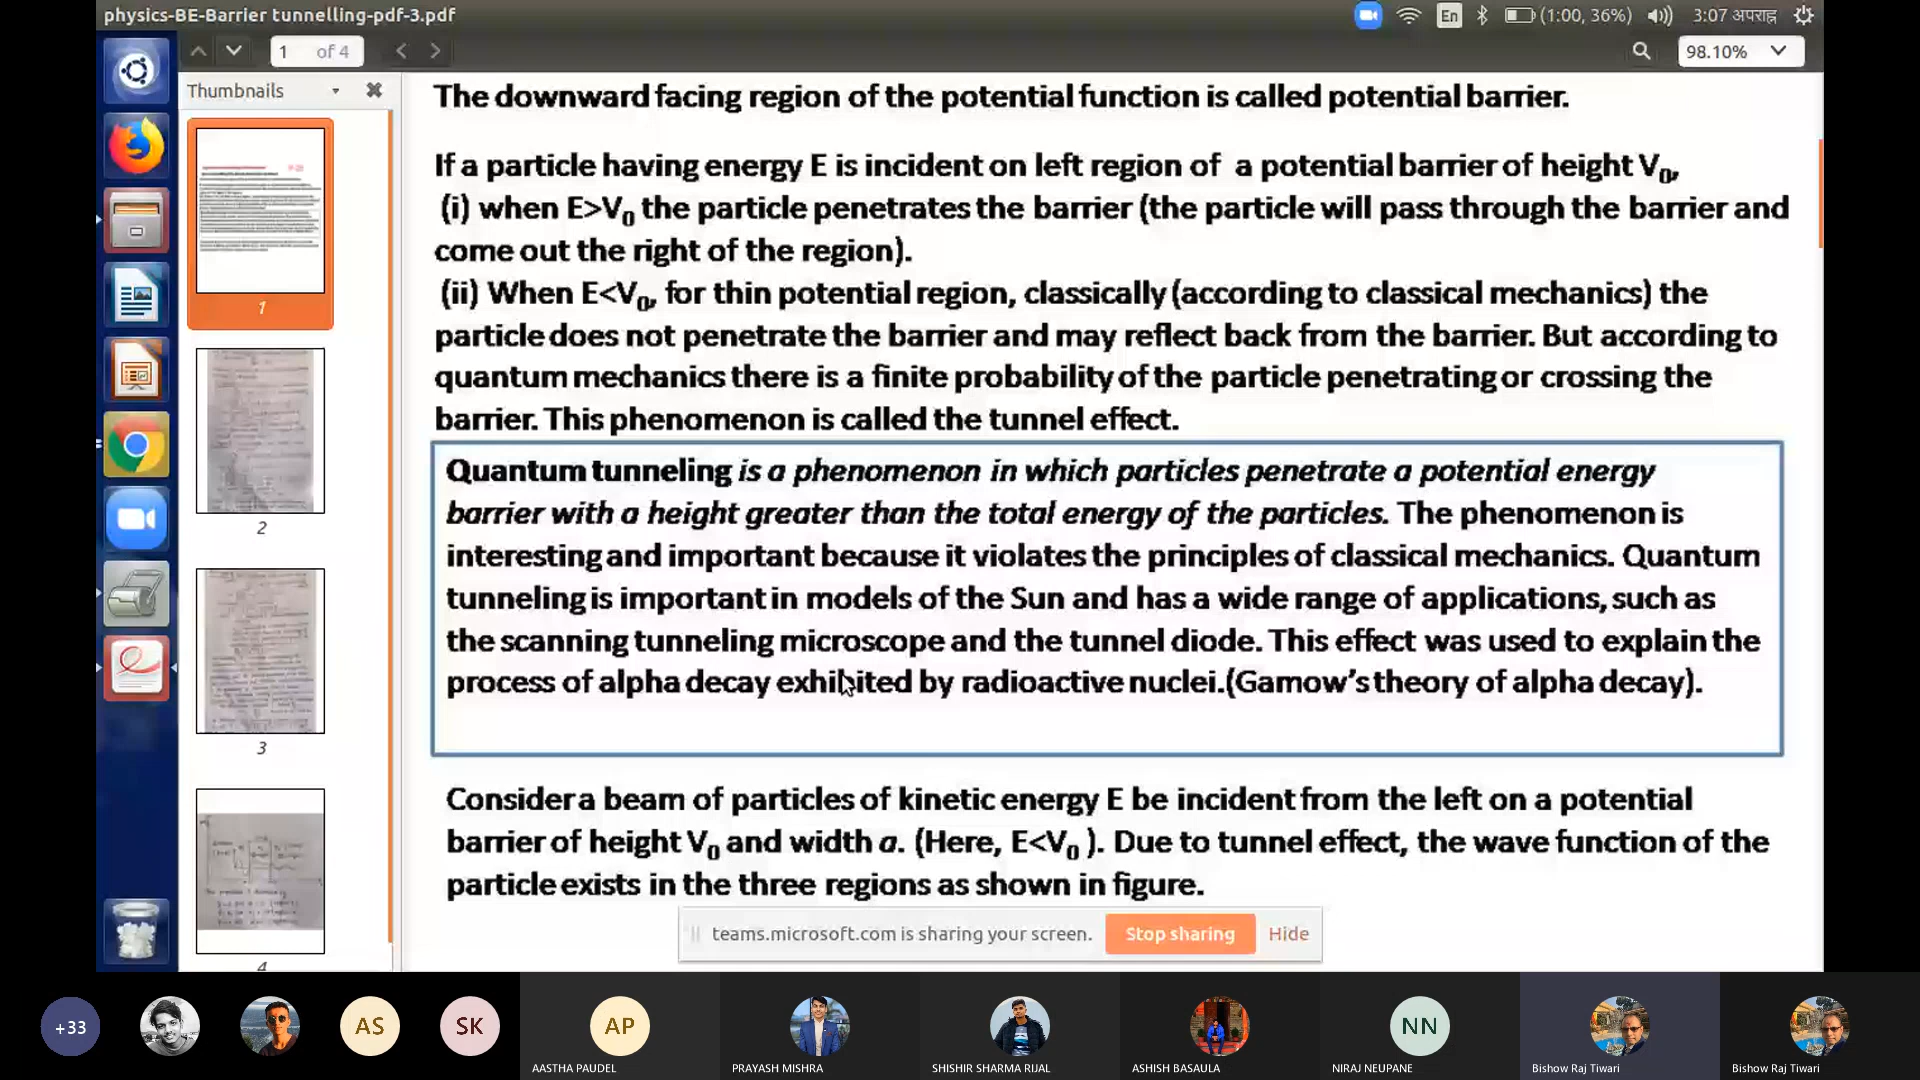 physics-BE-Barrier tunnelling-pdf-3.pdf
En (1:00, 36%) 3:07 अपराह्न
1 of 4 98.10%
Thumbnails
1
2
3
4
The downward facing region of the potential function is called potential barrier.
If a particle having energy E is incident on left region of a potential barrier of height V₀,
(i) when E>V₀ the particle penetrates the barrier (the particle will pass through the barrier and
come out the right of the region).
(ii) When E<V₀, for thin potential region, classically (according to classical mechanics) the
particle does not penetrate the barrier and may reflect back from the barrier. But according to
quantum mechanics there is a finite probability of the particle penetrating or crossing the
barrier. This phenomenon is called the tunnel effect.
Quantum tunneling is a phenomenon in which particles penetrate a potential energy
barrier with a height greater than the total energy of the particles. The phenomenon is
interesting and important because it violates the principles of classical mechanics. Quantum
tunneling is important in models of the Sun and has a wide range of applications, such as
the scanning tunneling microscope and the tunnel diode. This effect was used to explain the
process of alpha decay exhibited by radioactive nuclei.(Gamow's theory of alpha decay).
Consider a beam of particles of kinetic energy E be incident from the left on a potential
barrier of height V₀ and width a. (Here, E<V₀ ). Due to tunnel effect, the wave function of the
particle exists in the three regions as shown in figure.
teams.microsoft.com is sharing your screen. Stop sharing Hide
+33 AS SK AP NN
AASTHA PAUDEL PRAYASH MISHRA SHISHIR SHARMA RIJAL ASHISH BASAULA NIRAJ NEUPANE Bishow Raj Tiwari Bishow Raj Tiwari